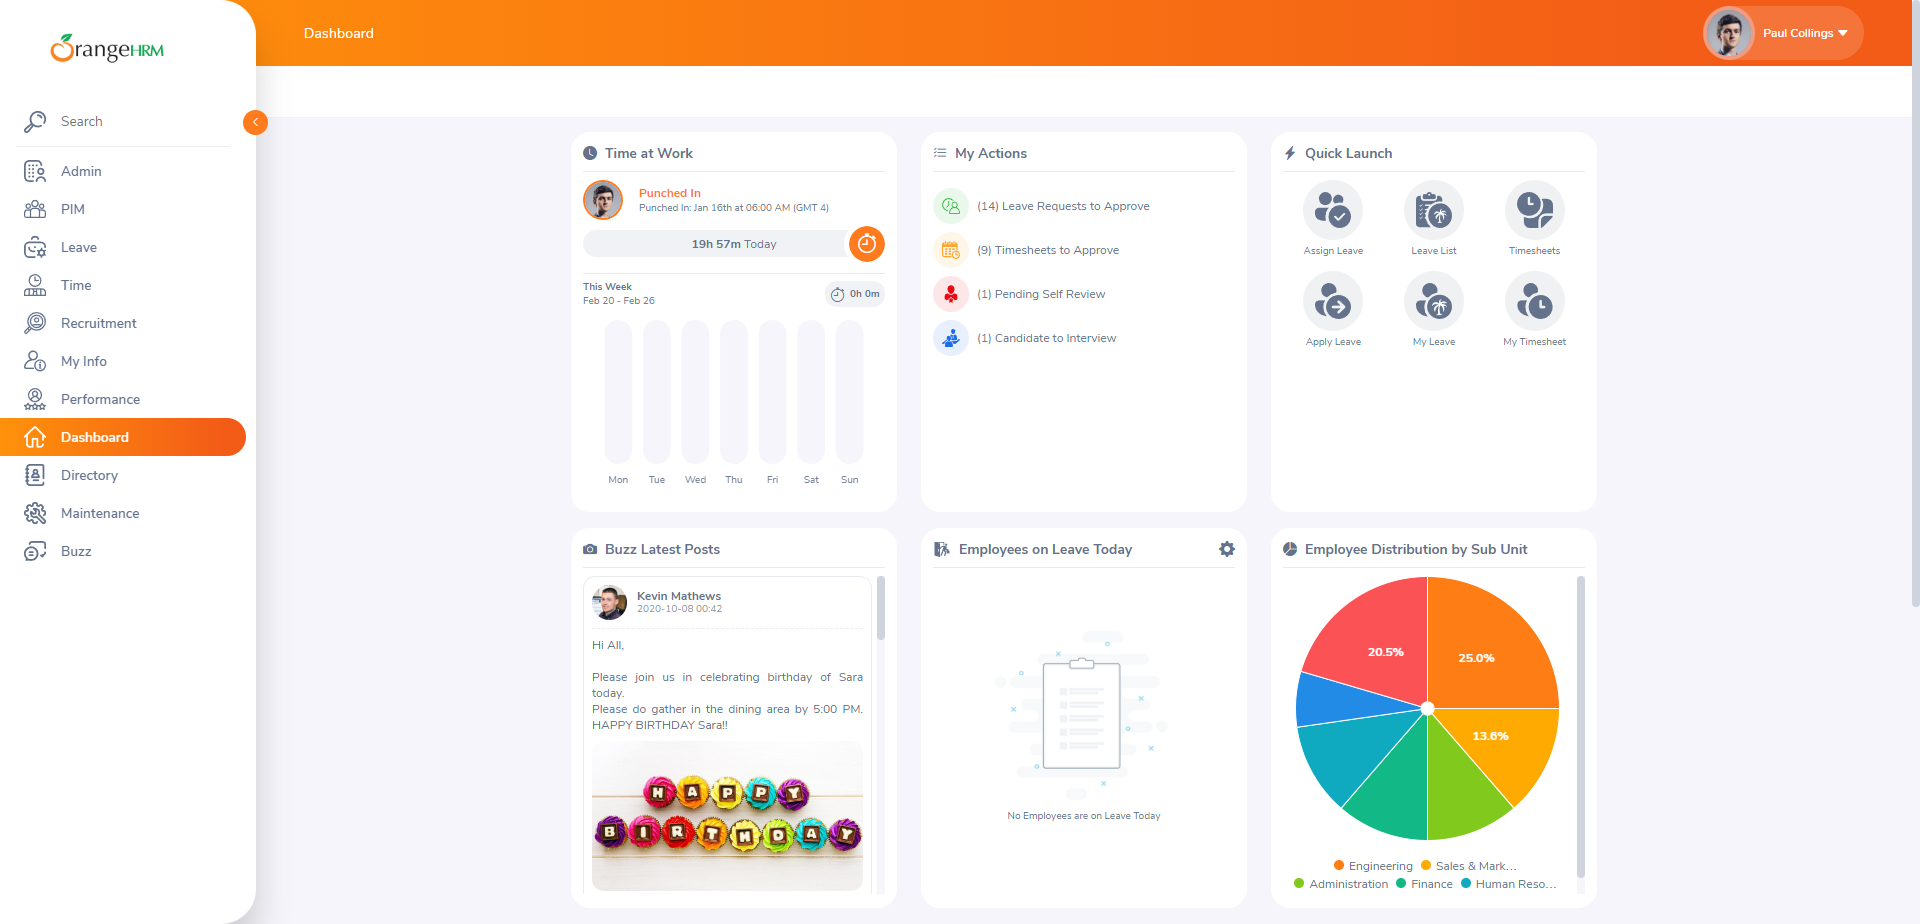 OrangeHRM
Dashboard
Paul Collings
Search
Admin
PIM
Leave
Time
Recruitment
My Info
Performance
Dashboard
Directory
Maintenance
Buzz
Time at Work
Punched In
Punched In: Jan 16th at 06:00 AM (GMT 4)
19h 57m Today
This Week
Feb 20 - Feb 26
0h 0m
Mon Tue Wed Thu Fri Sat Sun
My Actions
(14) Leave Requests to Approve
(9) Timesheets to Approve
(1) Pending Self Review
(1) Candidate to Interview
Quick Launch
Assign Leave Leave List Timesheets
Apply Leave My Leave My Timesheet
Buzz Latest Posts
Kevin Mathews
2020-10-08 00:42
Hi All,
Please join us in celebrating birthday of Sara
today.
Please do gather in the dining area by 5:00 PM.
HAPPY BIRTHDAY Sara!!
HAPPY
BIRTHDAY
Employees on Leave Today
No Employees are on Leave Today
Employee Distribution by Sub Unit
20.5% 25.0%
13.6%
Engineering Sales & Mark...
Administration Finance Human Reso...